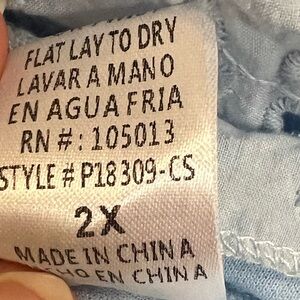 FLAT LAY TO DRY
LAVAR A MANO
EN AGUA FRIA
RN #: 105013
STYLE # P18309-CS
2X
MADE IN CHINA
HECHO EN CHINA